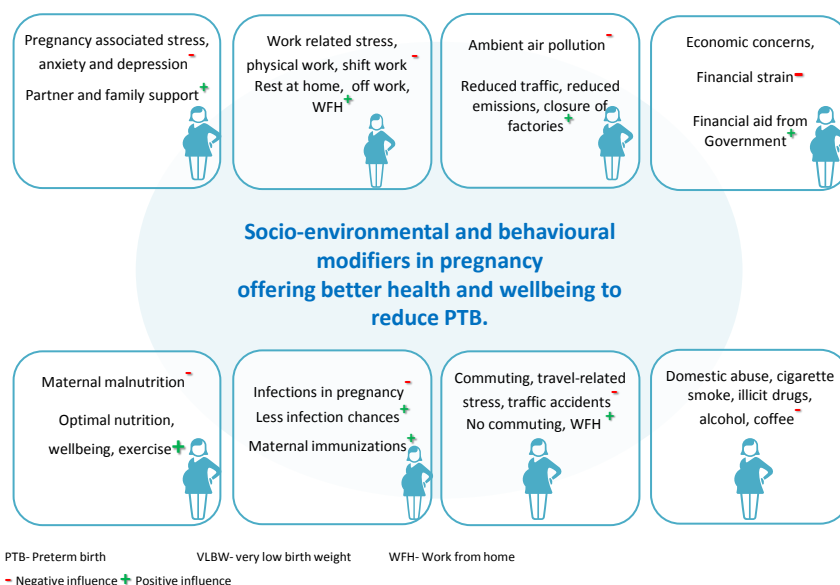 Pregnancy associated stress,
anxiety and depression-
Partner and family support+
Work related stress,
physical work, shift work -
Rest at home, off work,
WFH+
Ambient air pollution-
Reduced traffic, reduced
emissions, closure of
factories+
Economic concerns,
Financial strain-
Financial aid from
Government+
Socio-environmental and behavioural
modifiers in pregnancy
offering better health and wellbeing to
reduce PTB.
Maternal malnutrition-
Optimal nutrition,
wellbeing, exercise+
Infections in pregnancy-
Less infection chances+
Maternal immunizations+
Commuting, travel-related
stress, traffic accidents-
No commuting, WFH +
Domestic abuse, cigarette
smoke, illicit drugs,
alcohol, coffee-
PTB- Preterm birth VLBW- very low birth weight WFH- Work from home
- Negative influence + Positive influence